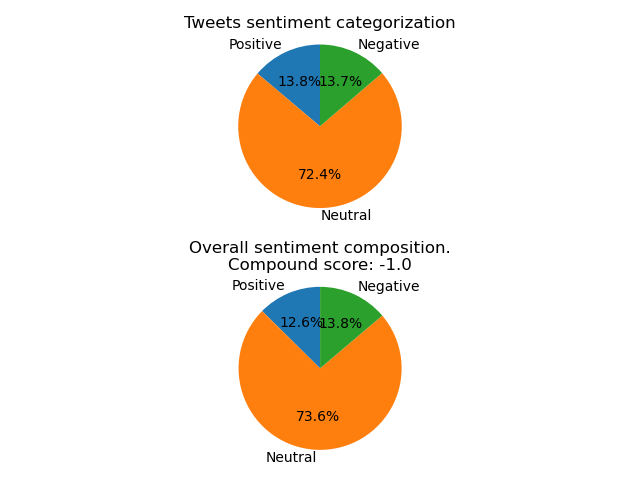 Tweets sentiment categorization
Positive
Negative
13.8%
13.7%
72.4%
Neutral
Overall sentiment composition.
Compound score: -1.0
Positive
Negative
12.6%
13.8%
73.6%
Neutral